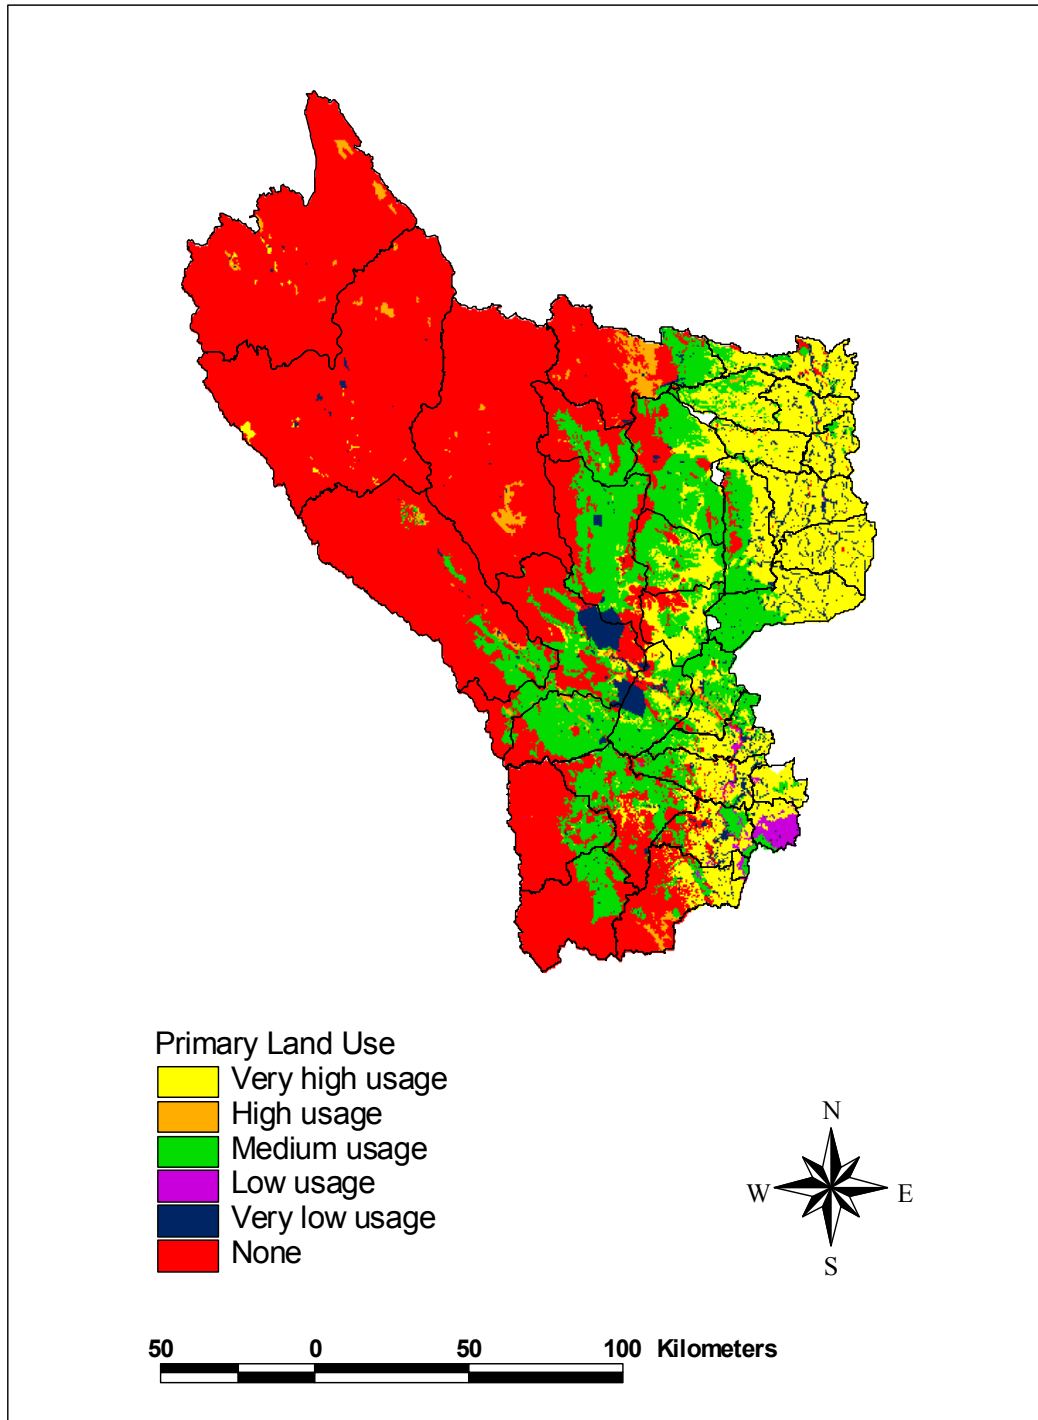 Primary Land Use
Very high usage
High usage
Medium usage
Low usage
Very low usage
None
N
W E
S
50 0 50 100 Kilometers